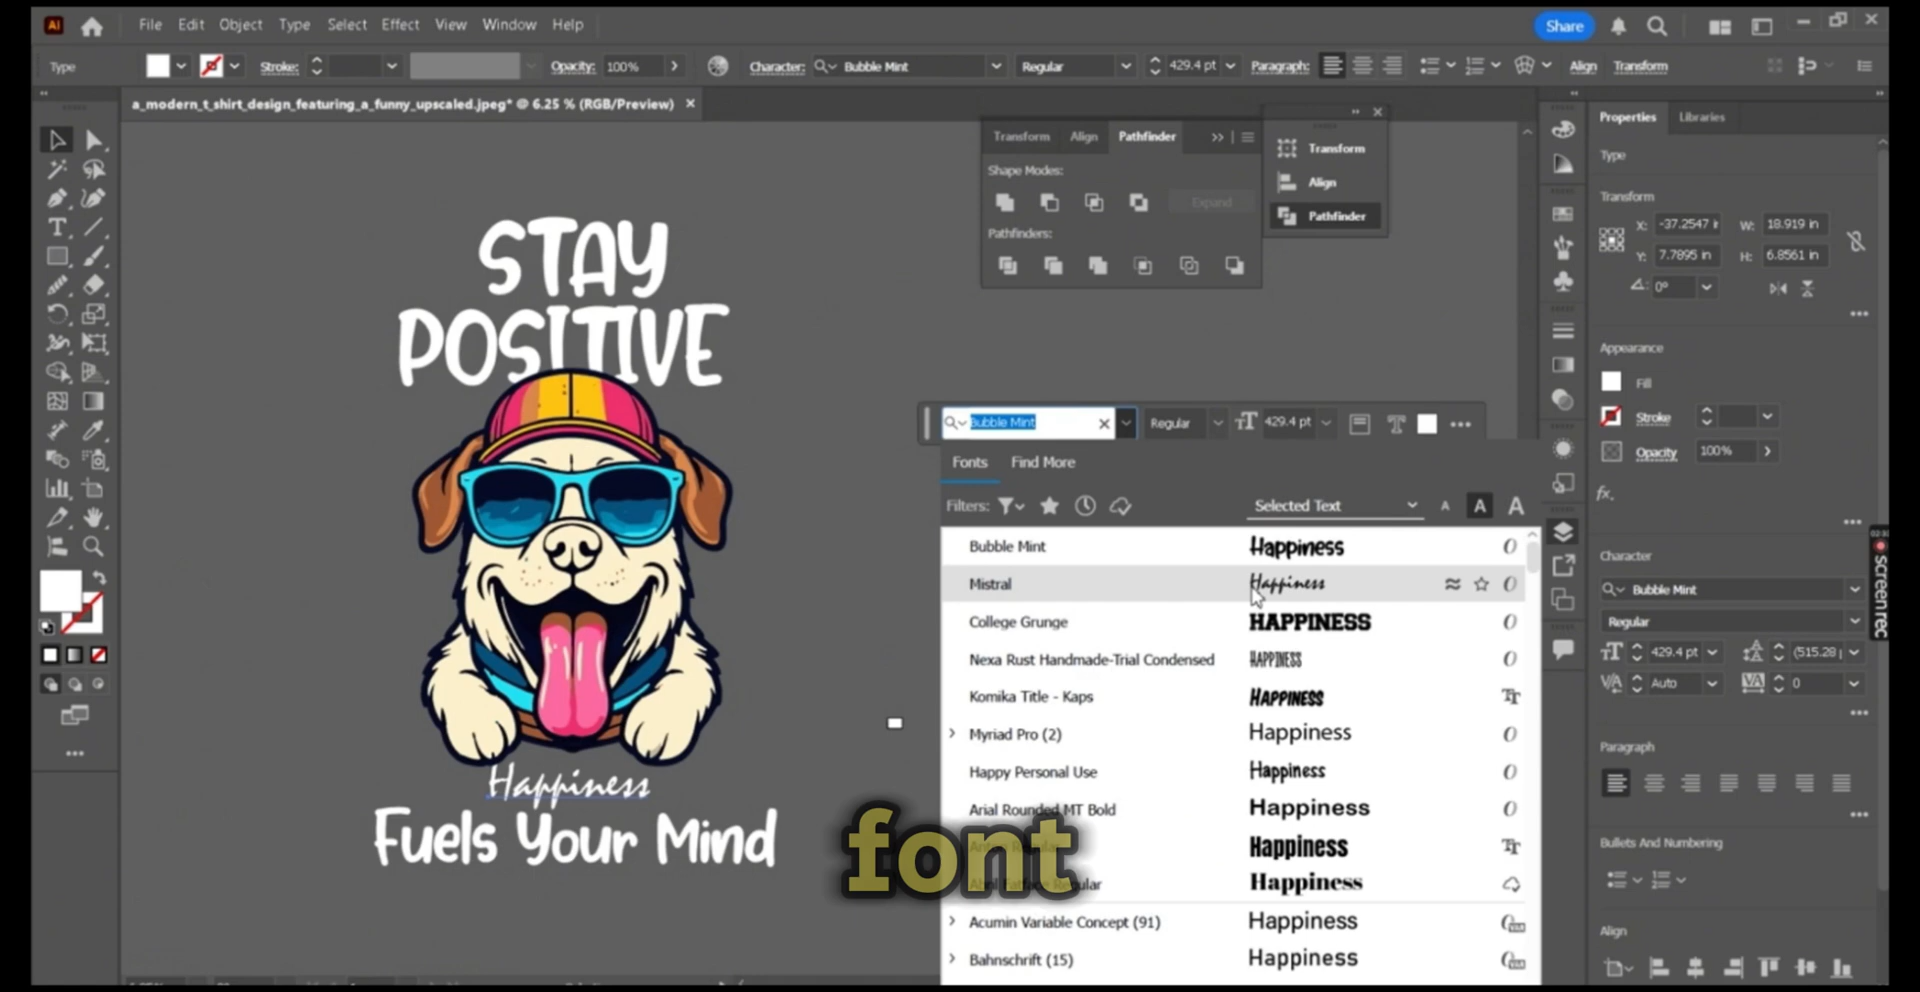 Ai File Edit Object Type Select Effect View Window Help Share
Type Stroke: Opacity: 100% Character: Bubble Mint Regular 429.4 pt Paragraph: Align Transform
a_modern_t_shirt_design_featuring_a_funny_upscaled.jpeg* @ 6.25 % (RGB/Preview)
STAY
POSITIVE
Happiness
Fuels Your Mind
Transform Align Pathfinder
Shape Modes:
Expand
Pathfinders:
Transform
Align
Pathfinder
Bubble Mint Regular 429.4 pt
Fonts Find More
Filters: Selected Text A A A
Bubble Mint Happiness
Mistral Happiness
College Grunge HAPPINESS
Nexa Rust Handmade-Trial Condensed HAPPINESS
Komika Title - Kaps HAPPINESS
Myriad Pro (2) Happiness
Happy Personal Use Happiness
Arial Rounded MT Bold Happiness
Happiness
Happiness
Acumin Variable Concept (91) Happiness
Bahnschrift (15) Happiness
font
Properties Libraries
Type
Transform
X: -37.2547 i W: 18.919 in
Y: 7.7895 in H: 6.8561 in
0°
Appearance
Fill
Stroke
Opacity 100%
fx.
Character
Bubble Mint
Regular
429.4 pt (515.28
Auto 0
Paragraph
Bullets And Numbering
Align
screenrec